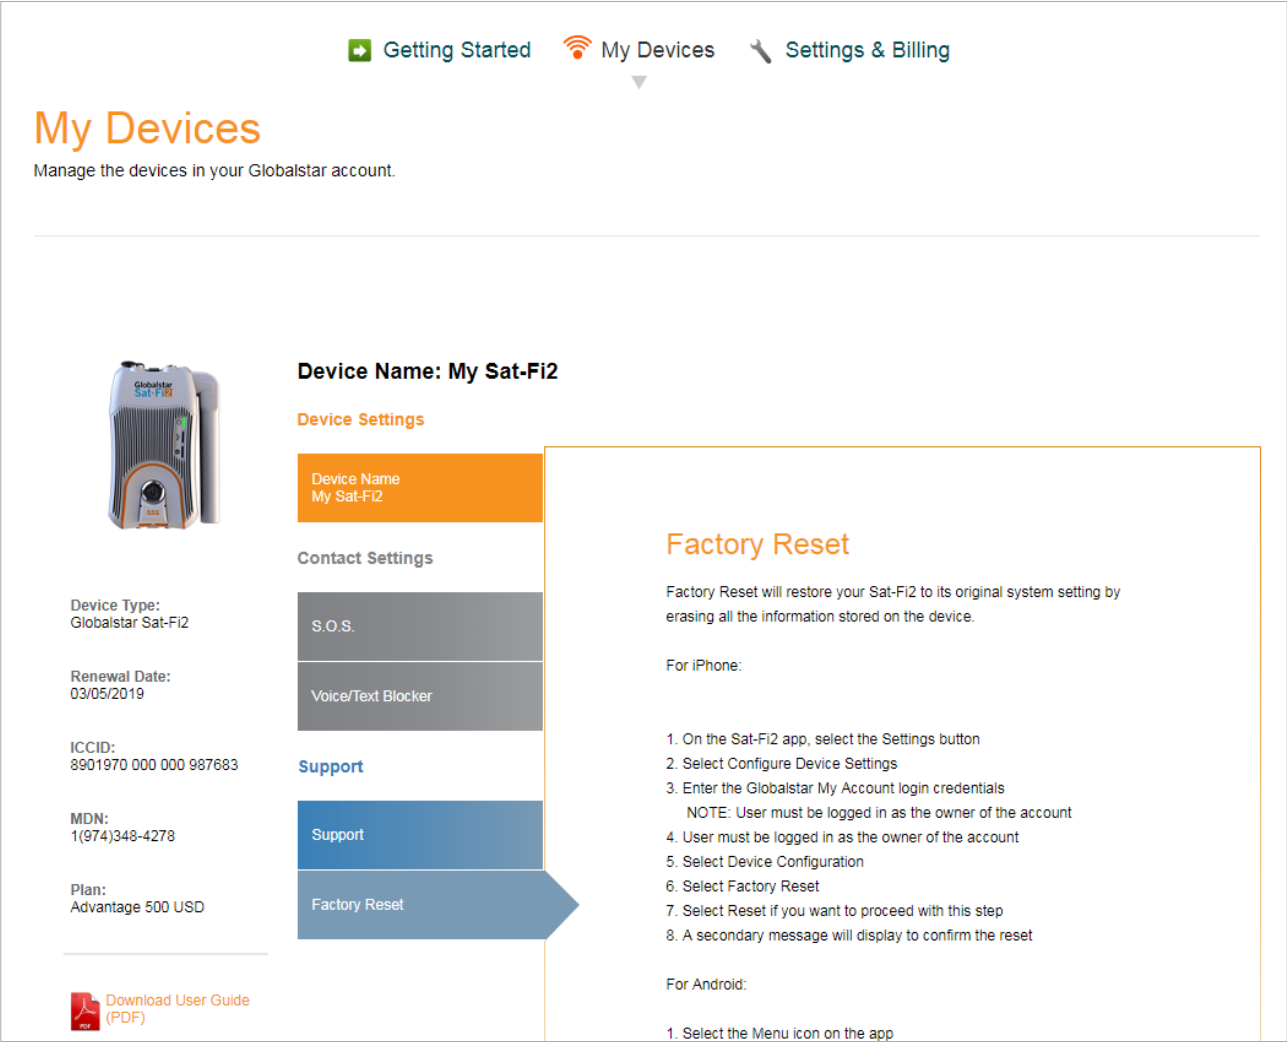 Getting Started
My Devices
Settings & Billing
My Devices
Manage the devices in your Globalstar account.
Globalstar
Sat-Fi2
SOS
Device Type:
Globalstar Sat-Fi2
Renewal Date:
03/05/2019
ICCID:
8901970 000 000 987683
MDN:
1(974)348-4278
Plan:
Advantage 500 USD
PDF
Download User Guide
(PDF)
Device Name: My Sat-Fi2
Device Settings
Device Name
My Sat-Fi2
Contact Settings
S.O.S.
Voice/Text Blocker
Support
Support
Factory Reset
Factory Reset
Factory Reset will restore your Sat-Fi2 to its original system setting by
erasing all the information stored on the device.
For iPhone:
1. On the Sat-Fi2 app, select the Settings button
2. Select Configure Device Settings
3. Enter the Globalstar My Account login credentials
NOTE: User must be logged in as the owner of the account
4. User must be logged in as the owner of the account
5. Select Device Configuration
6. Select Factory Reset
7. Select Reset if you want to proceed with this step
8. A secondary message will display to confirm the reset
For Android:
1. Select the Menu icon on the app